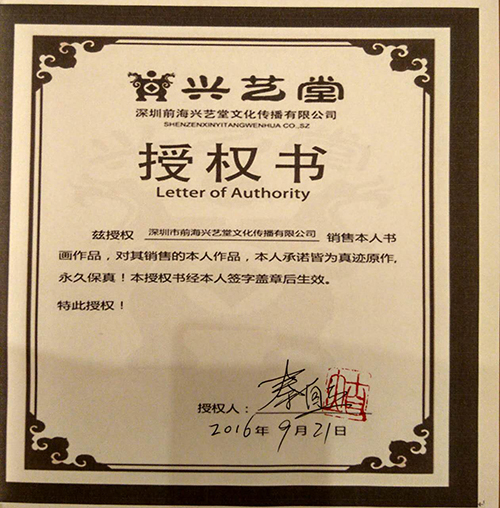 兴艺堂
深圳前海兴艺堂文化传播有限公司
SHENZENXINYITANGWENHUA CO.,SZ
授权书
Letter of Authority
兹授权 深圳市前海兴艺堂文化传播有限公司 销售本人书
画作品，对其销售的本人作品，本人承诺皆为真迹原作,
永久保真！本授权书经本人签字盖章后生效。
特此授权！
授权人：
2016年 9月21日